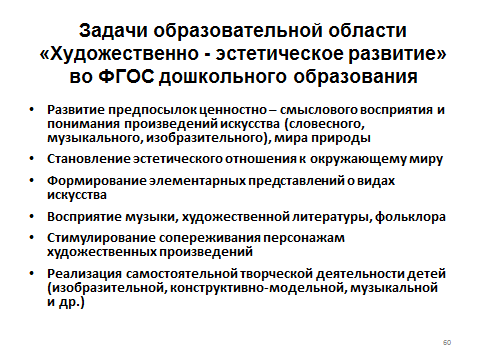 Задачи образовательной области
«Художественно - эстетическое развитие»
во ФГОС дошкольного образования
• Развитие предпосылок ценностно – смыслового восприятия и
понимания произведений искусства (словесного,
музыкального, изобразительного), мира природы
• Становление эстетического отношения к окружающему миру
• Формирование элементарных представлений о видах
искусства
• Восприятие музыки, художественной литературы, фольклора
• Стимулирование сопереживания персонажам
художественных произведений
• Реализация самостоятельной творческой деятельности детей
(изобразительной, конструктивно-модельной, музыкальной
и др.)
60